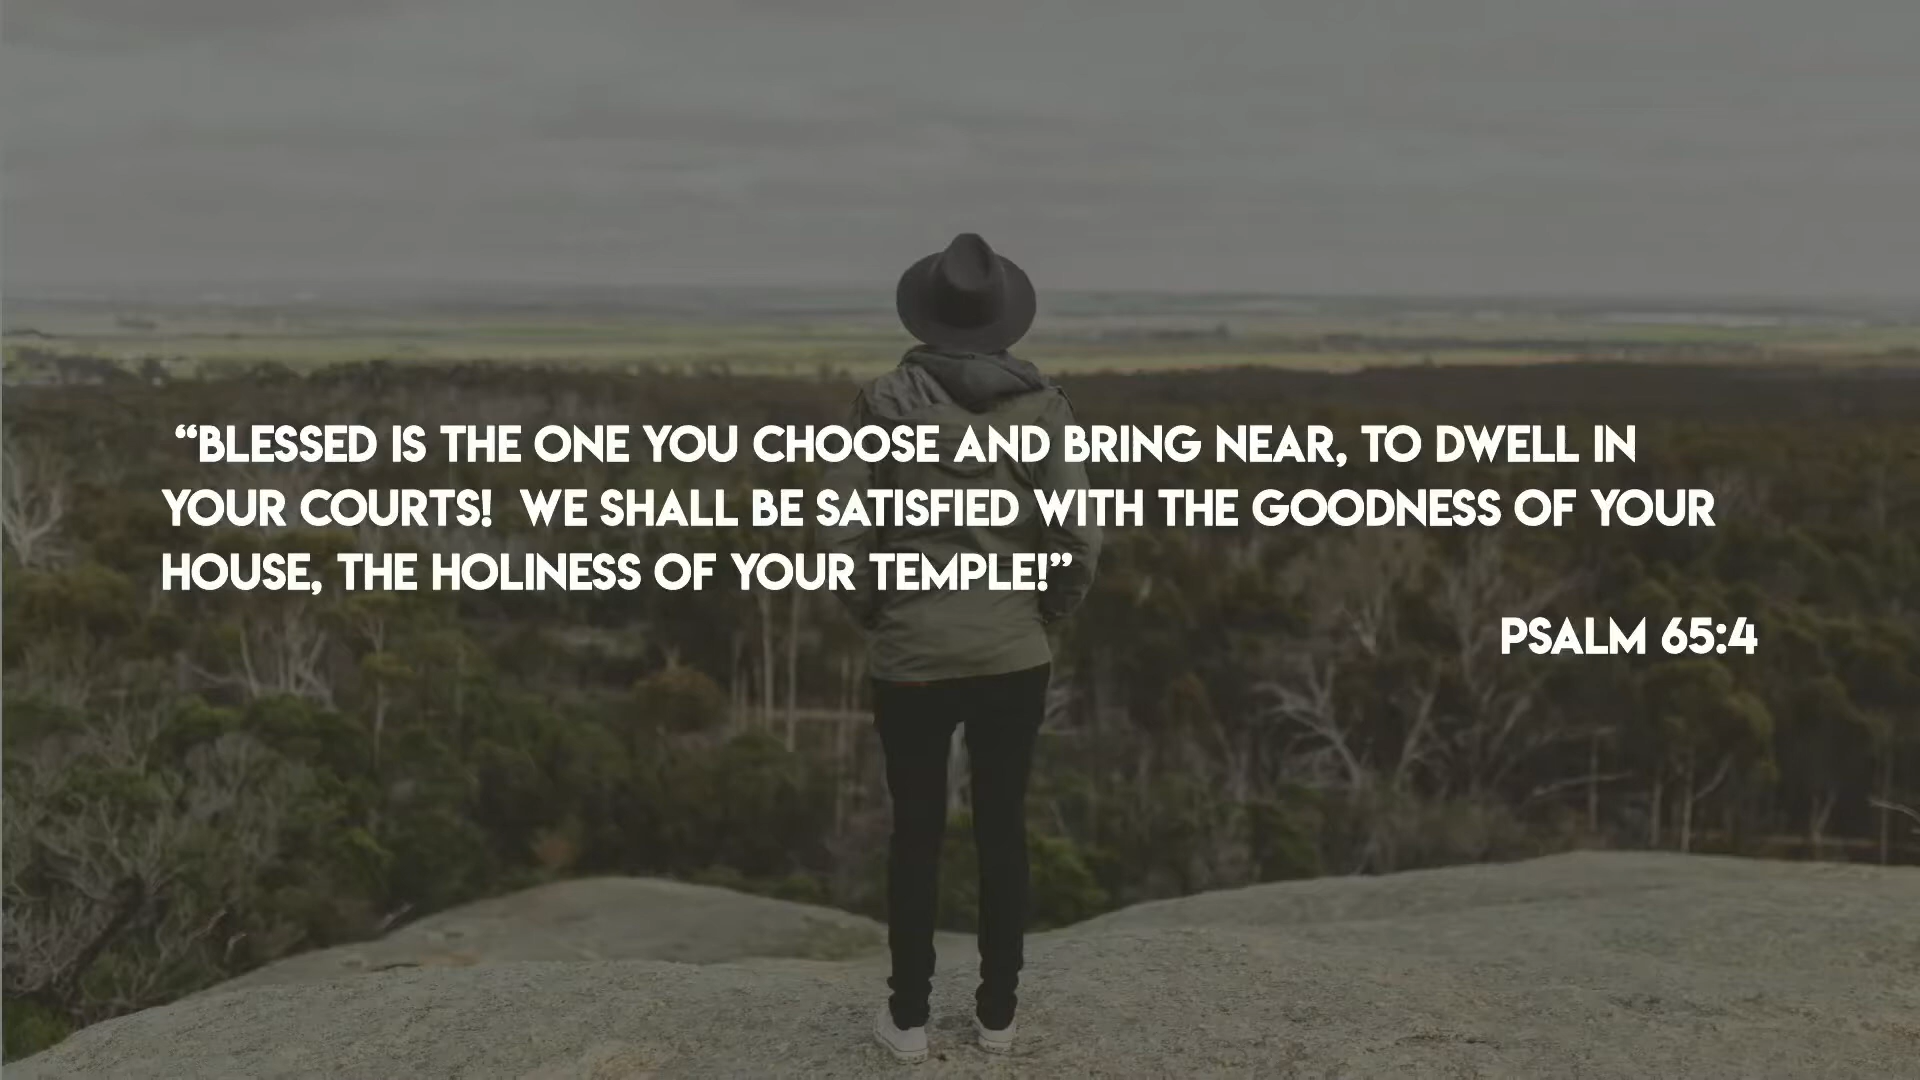 “BLESSED IS THE ONE YOU CHOOSE AND BRING NEAR, TO DWELL IN
YOUR COURTS!  WE SHALL BE SATISFIED WITH THE GOODNESS OF YOUR
HOUSE, THE HOLINESS OF YOUR TEMPLE!”
PSALM 65:4